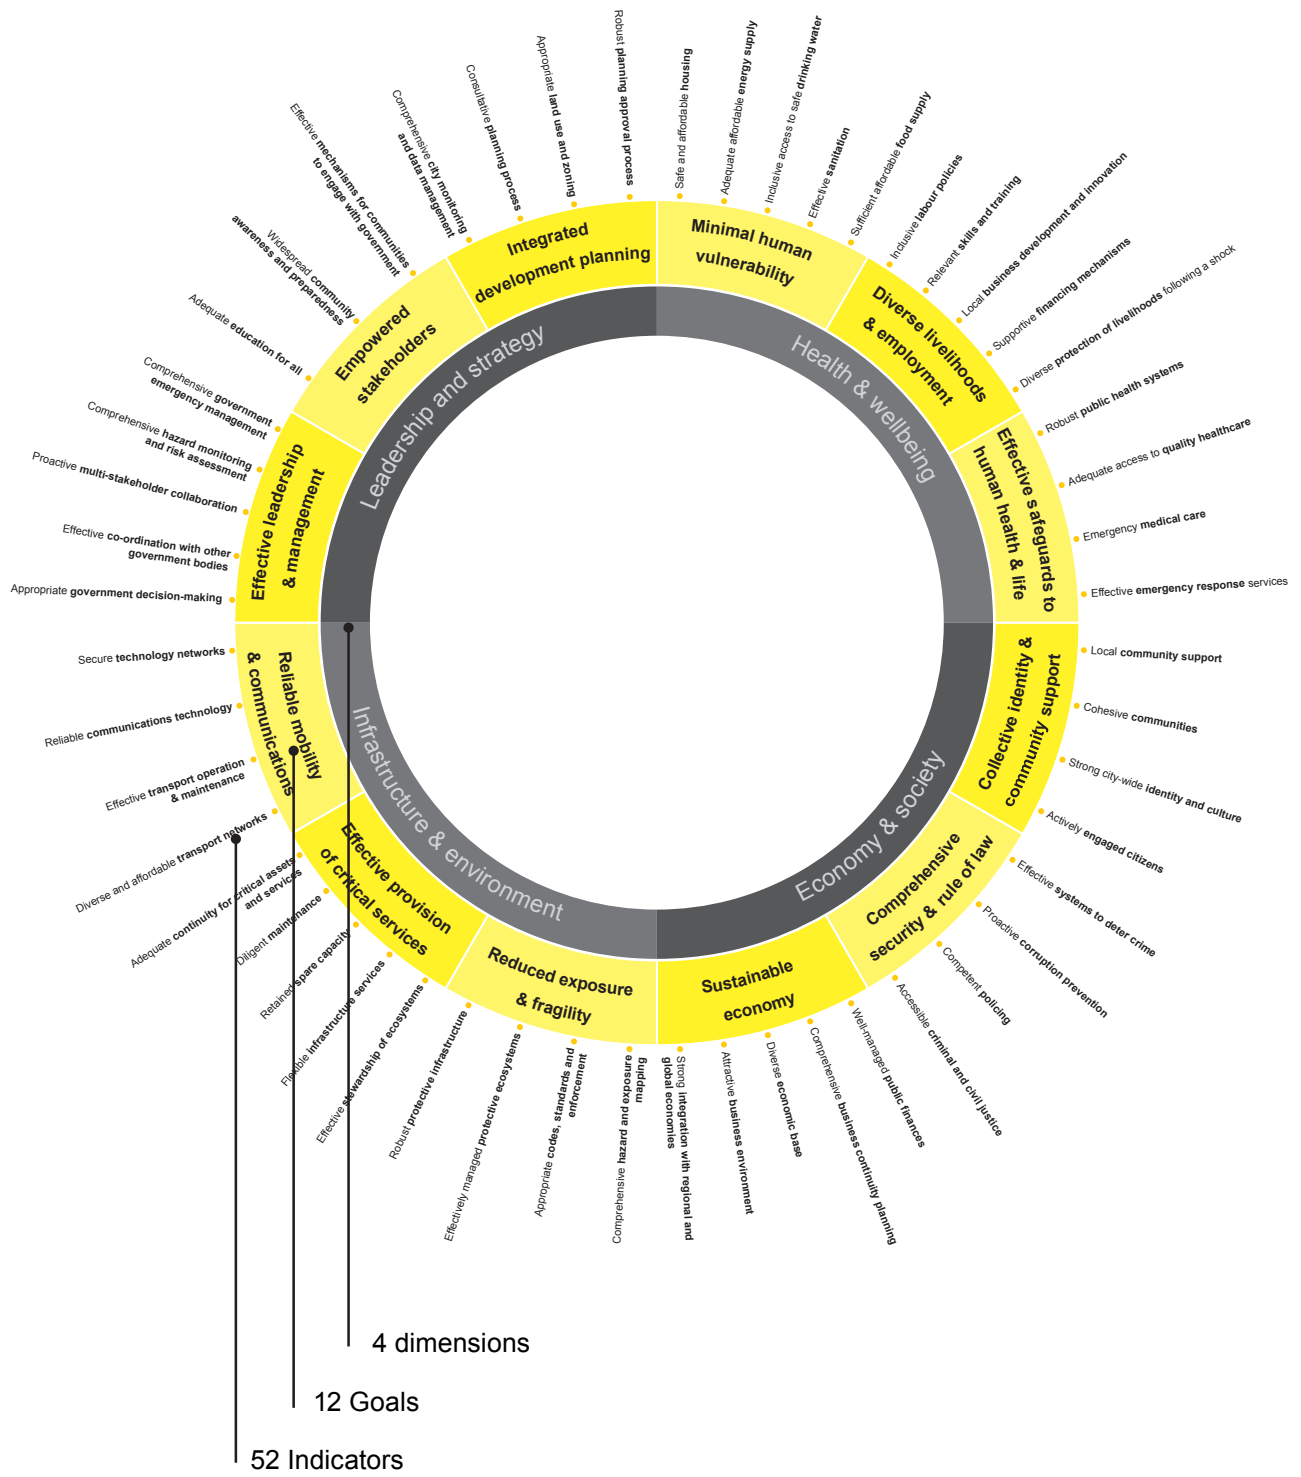 Leadership and strategy
Health & wellbeing
Economy & society
Infrastructure & environment
Minimal human
vulnerability
Safe and affordable housing
Adequate affordable energy supply
Inclusive access to safe drinking water
Effective sanitation
Sufficient affordable food supply
Diverse livelihoods
& employment
Inclusive labour policies
Relevant skills and training
Local business development and innovation
Supportive financing mechanisms
Diverse protection of livelihoods following a shock
Effective safeguards to
human health & life
Robust public health systems
Adequate access to quality healthcare
Emergency medical care
Effective emergency response services
Collective identity &
community support
Local community support
Cohesive communities
Strong city-wide identity and culture
Actively engaged citizens
Comprehensive
security & rule of law
Effective systems to deter crime
Proactive corruption prevention
Competent policing
Accessible criminal and civil justice
Sustainable
economy
Well-managed public finances
Comprehensive business continuity planning
Diverse economic base
Attractive business environment
Strong integration with regional and
global economies
Reduced exposure
& fragility
Comprehensive hazard and exposure
mapping
Appropriate codes, standards and
enforcement
Effectively managed protective ecosystems
Robust protective infrastructure
Effective provision
of critical services
Effective stewardship of ecosystems
Flexible infrastructure services
Retained spare capacity
Diligent maintenance
Adequate continuity for critical assets
and services
Reliable mobility
& communications
Diverse and affordable transport networks
Effective transport operation
& maintenance
Reliable communications technology
Secure technology networks
Effective leadership
& management
Appropriate government decision-making
Effective co-ordination with other
government bodies
Proactive multi-stakeholder collaboration
Comprehensive hazard monitoring
and risk assessment
Comprehensive government
emergency management
Empowered
stakeholders
Adequate education for all
Widespread community
awareness and preparedness
Effective mechanisms for communities
to engage with government
Integrated
development planning
Comprehensive city monitoring
and data management
Consultative planning process
Appropriate land use and zoning
Robust planning approval process
4 dimensions
12 Goals
52 Indicators